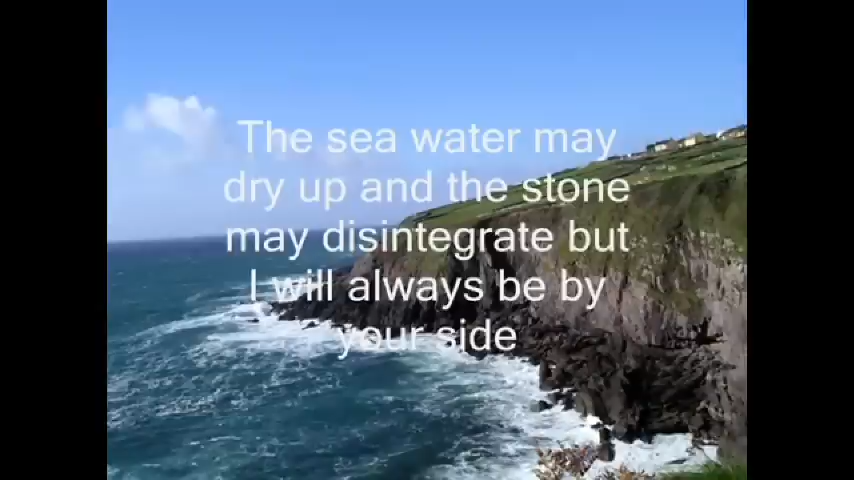 The sea water may
dry up and the stone
may disintegrate but
I will always be by
your side